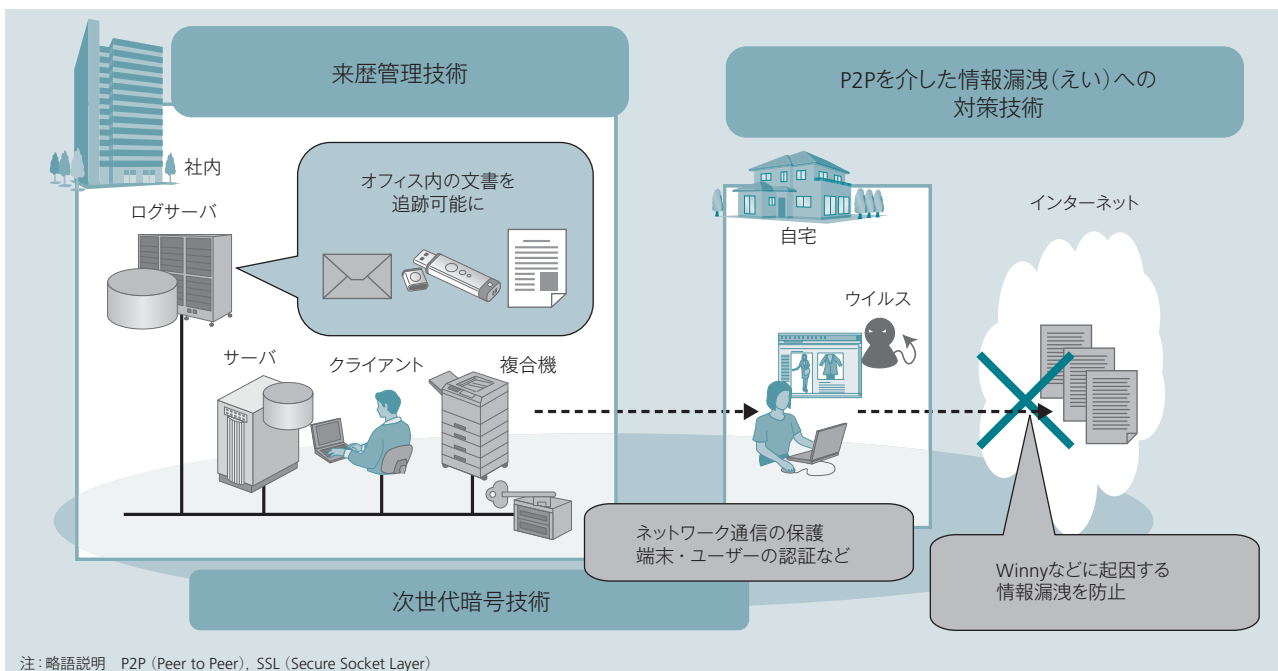 来歴管理技術
P2Pを介した情報漏洩(えい)への
対策技術
社内
オフィス内の文書を
追跡可能に
ログサーバ
自宅
インターネット
ウイルス
サーバ
クライアント
複合機
ネットワーク通信の保護
端末・ユーザーの認証など
Winnyなどに起因する
情報漏洩を防止
次世代暗号技術
注:略語説明 P2P(Peer to Peer),SSL(Secure Socket Layer)